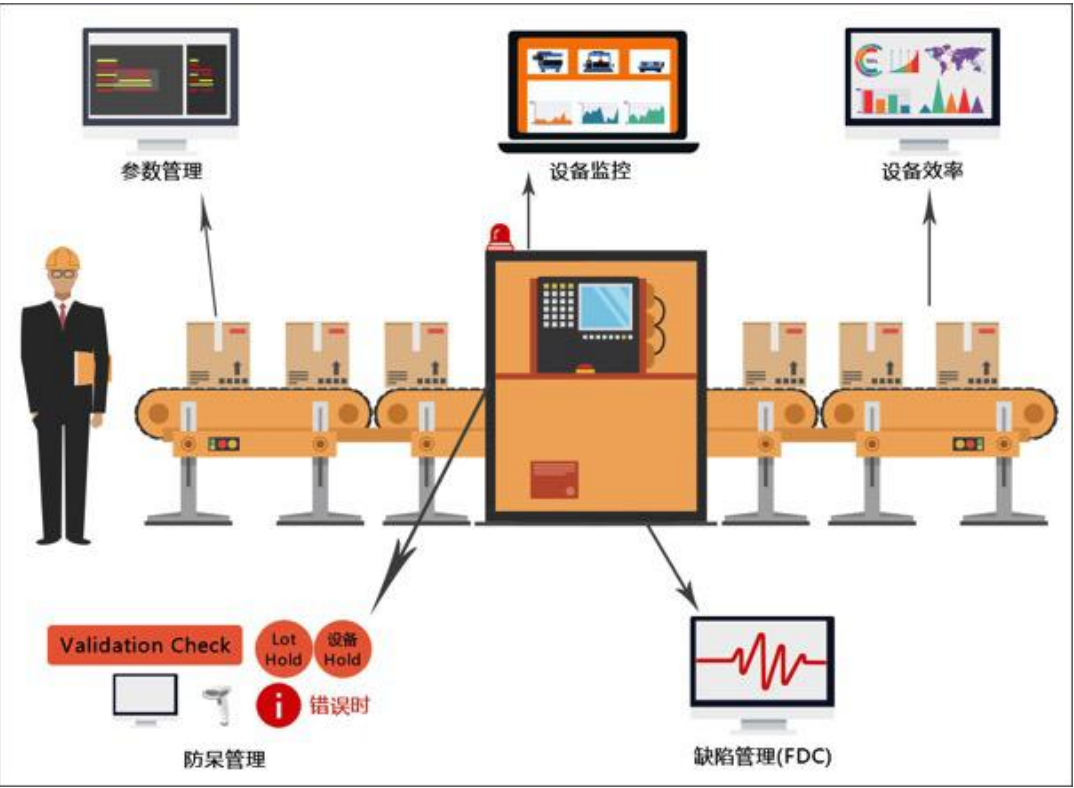 参数管理
设备监控
设备效率
Validation Check
Lot
Hold
设备
Hold
错误时
防呆管理
缺陷管理(FDC)